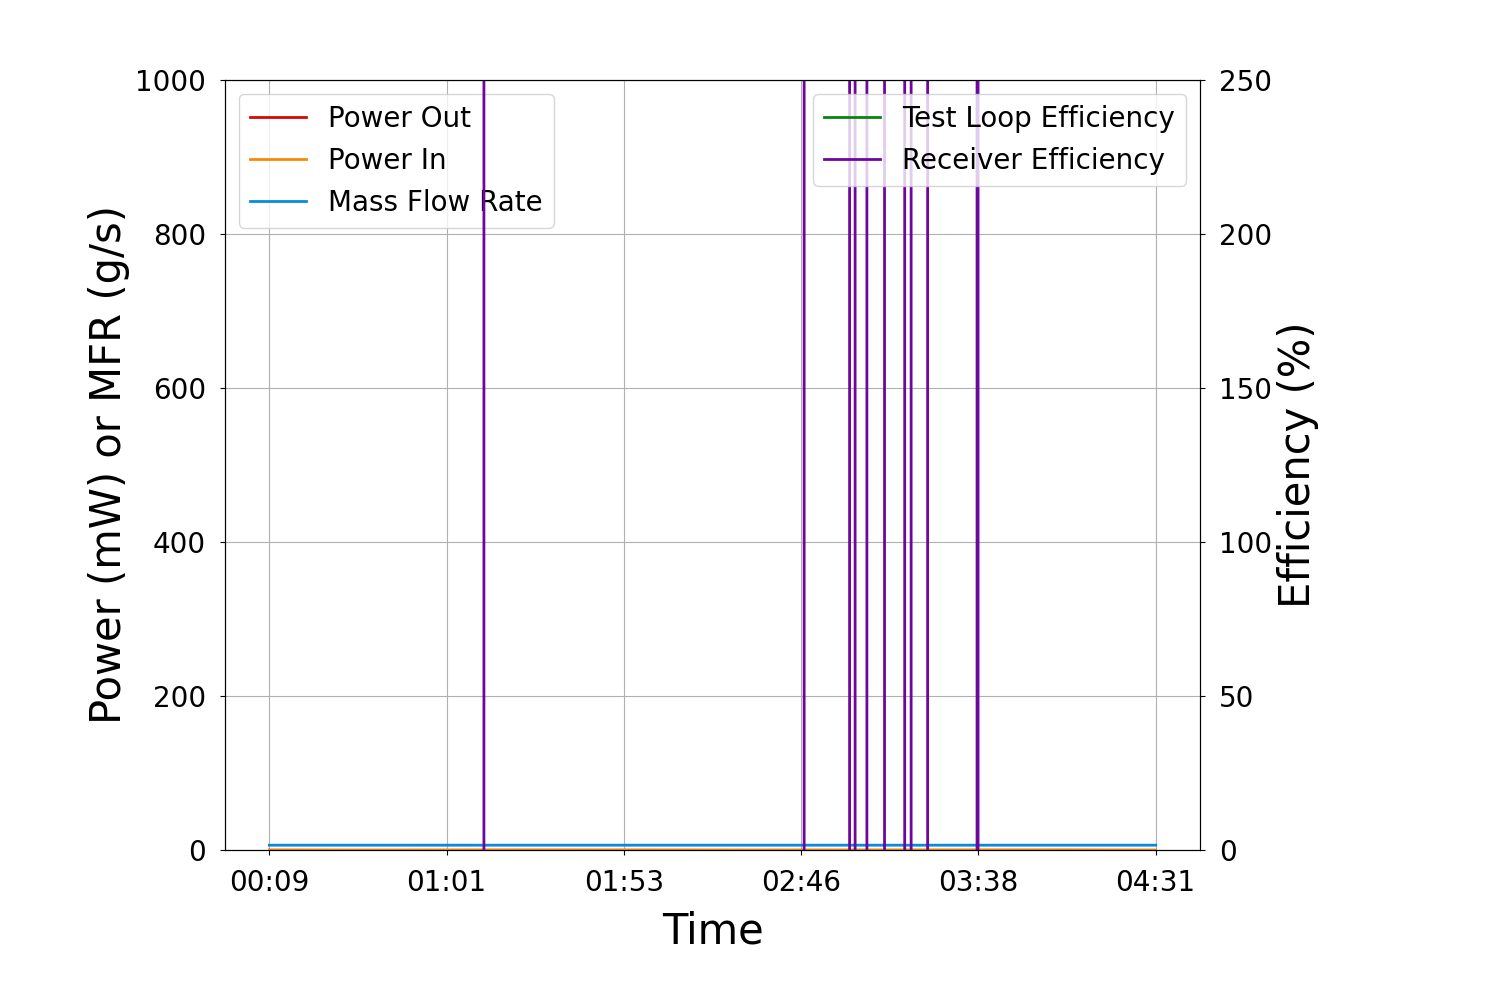 1000
800
600
400
200
0
Power (mW) or MFR (g/s)
Power Out
Power In
Mass Flow Rate
Test Loop Efficiency
Receiver Efficiency
250
200
150
100
50
0
Efficiency (%)
00:09 01:01 01:53 02:46 03:38 04:31
Time